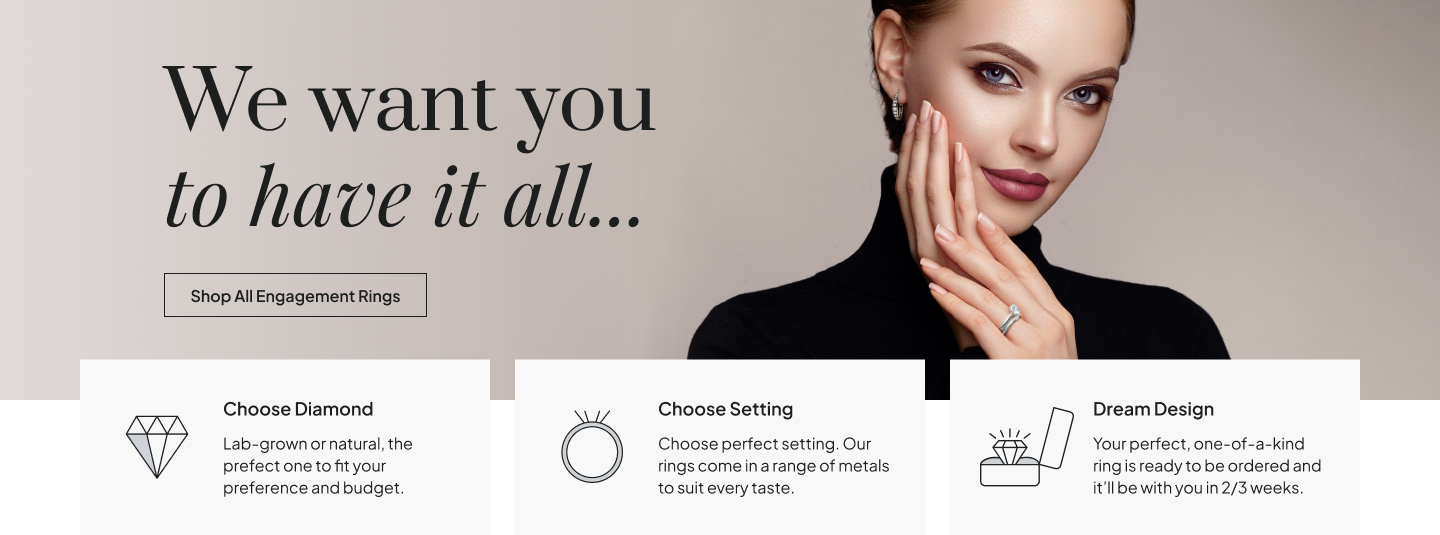 We want you
to have it all...
Shop All Engagement Rings
Choose Diamond
Lab-grown or natural, the
prefect one to fit your
preference and budget.
Choose Setting
Choose perfect setting. Our
rings come in a range of metals
to suit every taste.
Dream Design
Your perfect, one-of-a-kind
ring is ready to be ordered and
it'll be with you in 2/3 weeks.